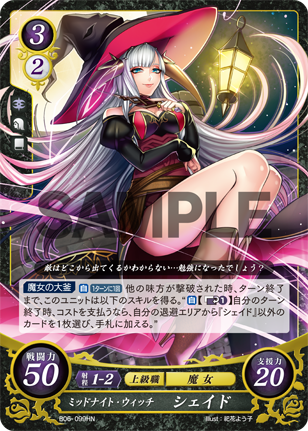 3
2
SAMPLE
敵はどこから出てくるかわからない…勉強になったでしょう?
魔女の大釜 自 1ターンに1回 他の味方が撃破された時、ターン終
了まで、このユニットは以下のスキルを得る。“自【 1】自分のターン
終了時、コストを支払うなら、自分の退避エリアから『シェイド』以外の
カードを1枚選び、手札に加える。”
戦闘力
50
射程 1-2 上級職 魔女
ミッドナイト・ウィッチ シェイド
支援力
20
B06-099HN
Illust:花花よう子